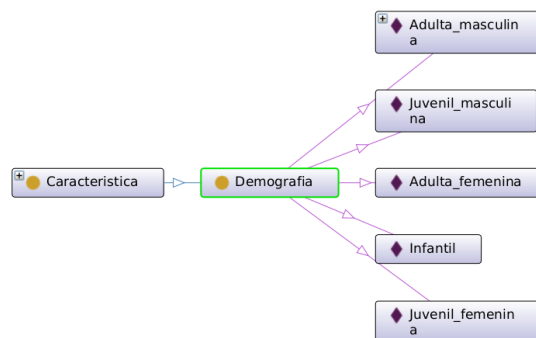 Adulta_masculin
a
Juvenil_masculi
na
Caracteristica
Demografia
Adulta_femenina
Infantil
Juvenil_femenin
a